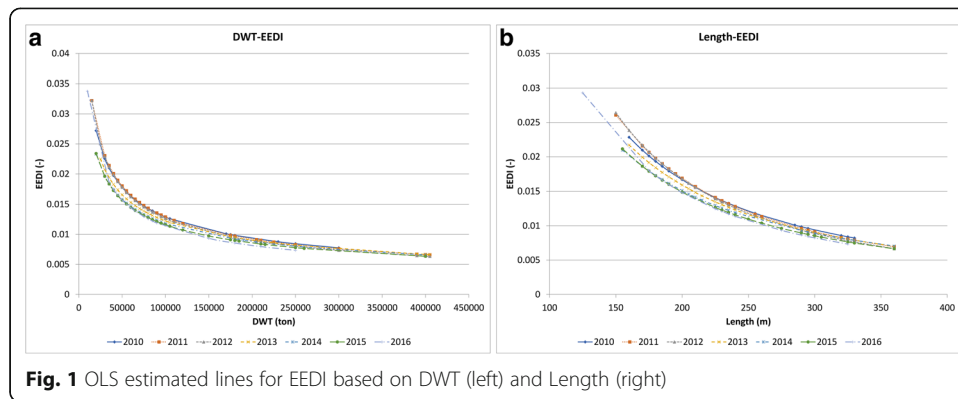 a
DWT-EEDI
0.04
0.035
0.03
0.025
0.02
0.015
0.01
0.005
0
EEDI (-)
0 50000 100000 150000 200000 250000 300000 350000 400000 450000
DWT (ton)
2010 2011 2012 2013 2014 2015 2016
b
Length-EEDI
0.035
0.03
0.025
0.02
0.015
0.01
0.005
0
EEDI (-)
100 150 200 250 300 350 400
Length (m)
2010 2011 2012 2013 2014 2015 2016
Fig. 1 OLS estimated lines for EEDI based on DWT (left) and Length (right)